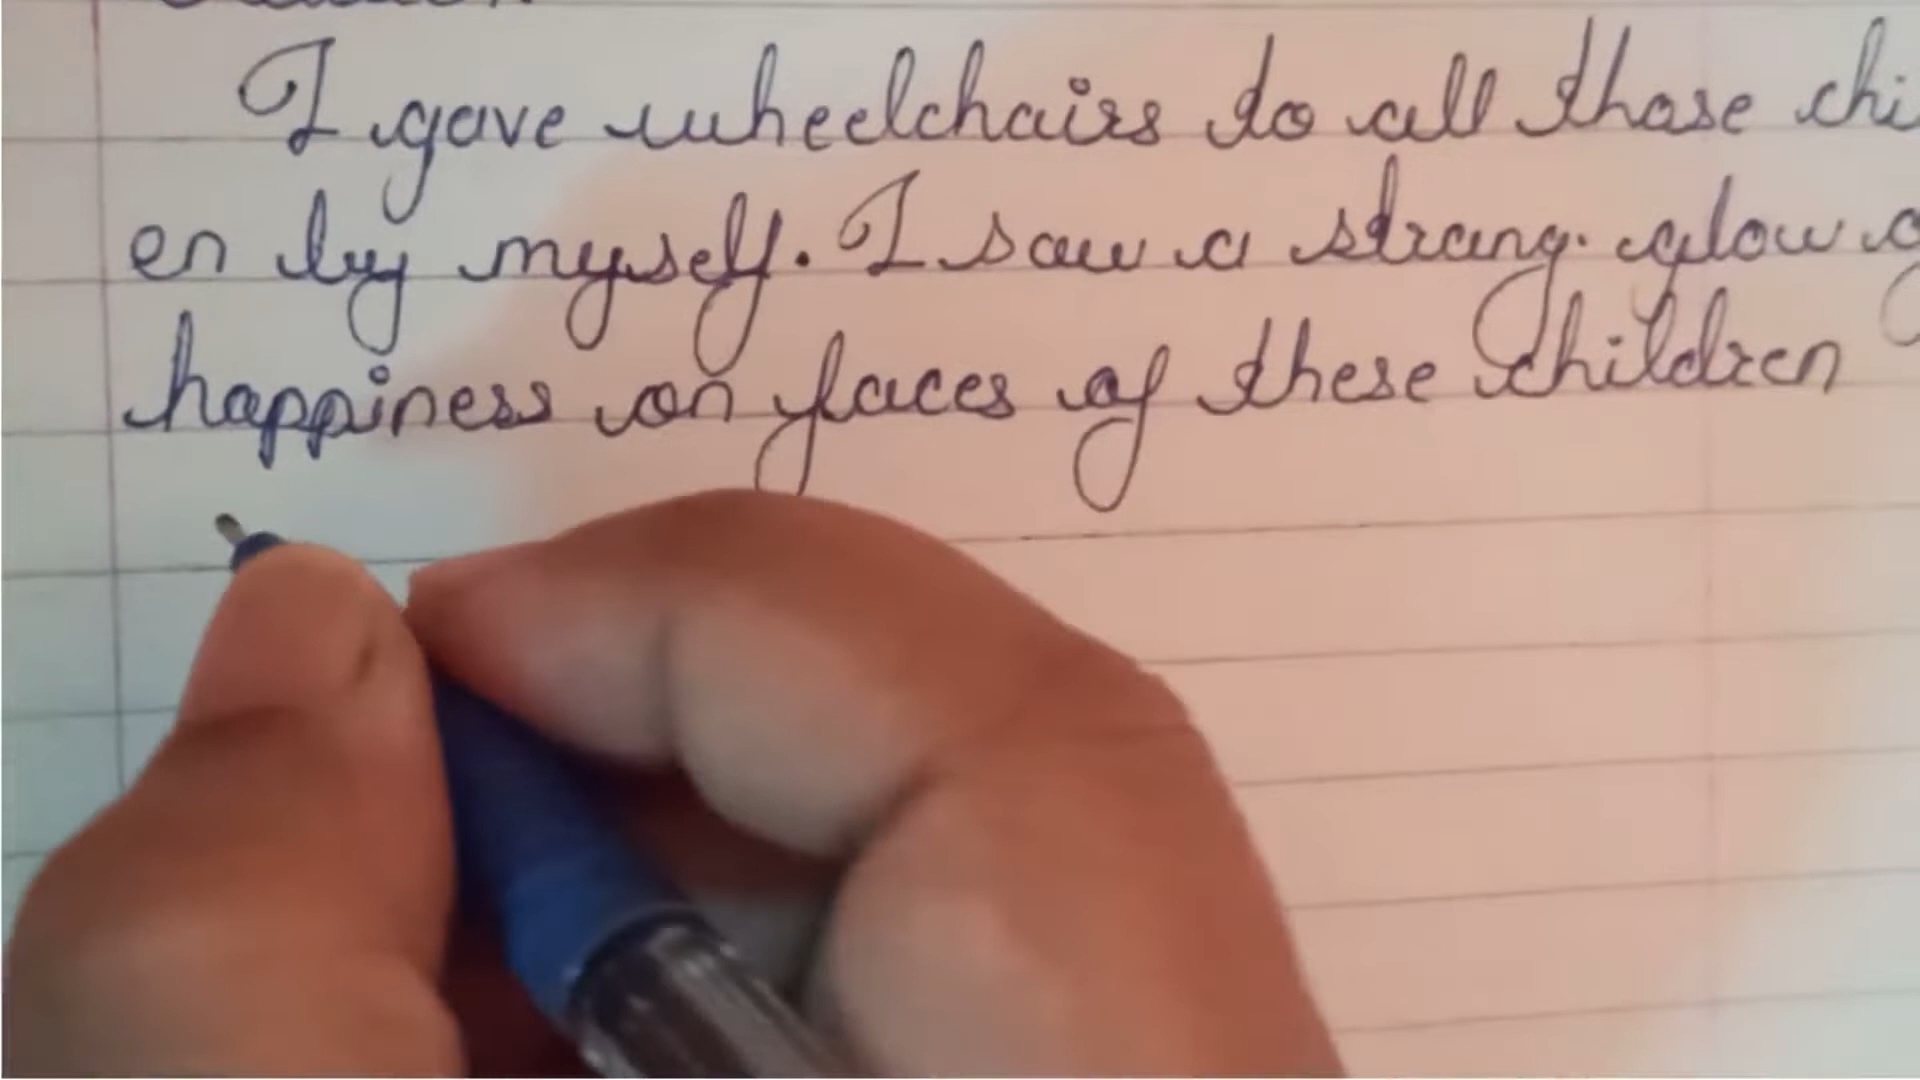 I gave wheelchairs to all those chi
en by myself. I saw a strang. glow
happiness on faces of these children